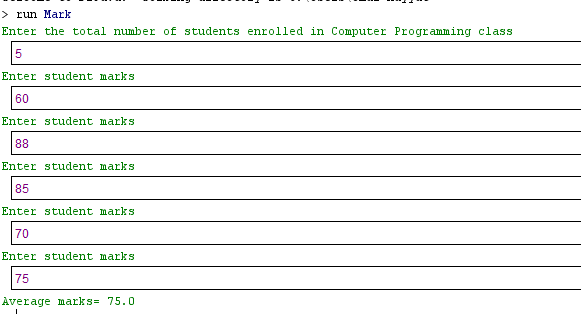 > run Mark
Enter the total number of students enrolled in Computer Programming class
5
Enter student marks
60
Enter student marks
88
Enter student marks
85
Enter student marks
70
Enter student marks
75
Average marks= 75.0